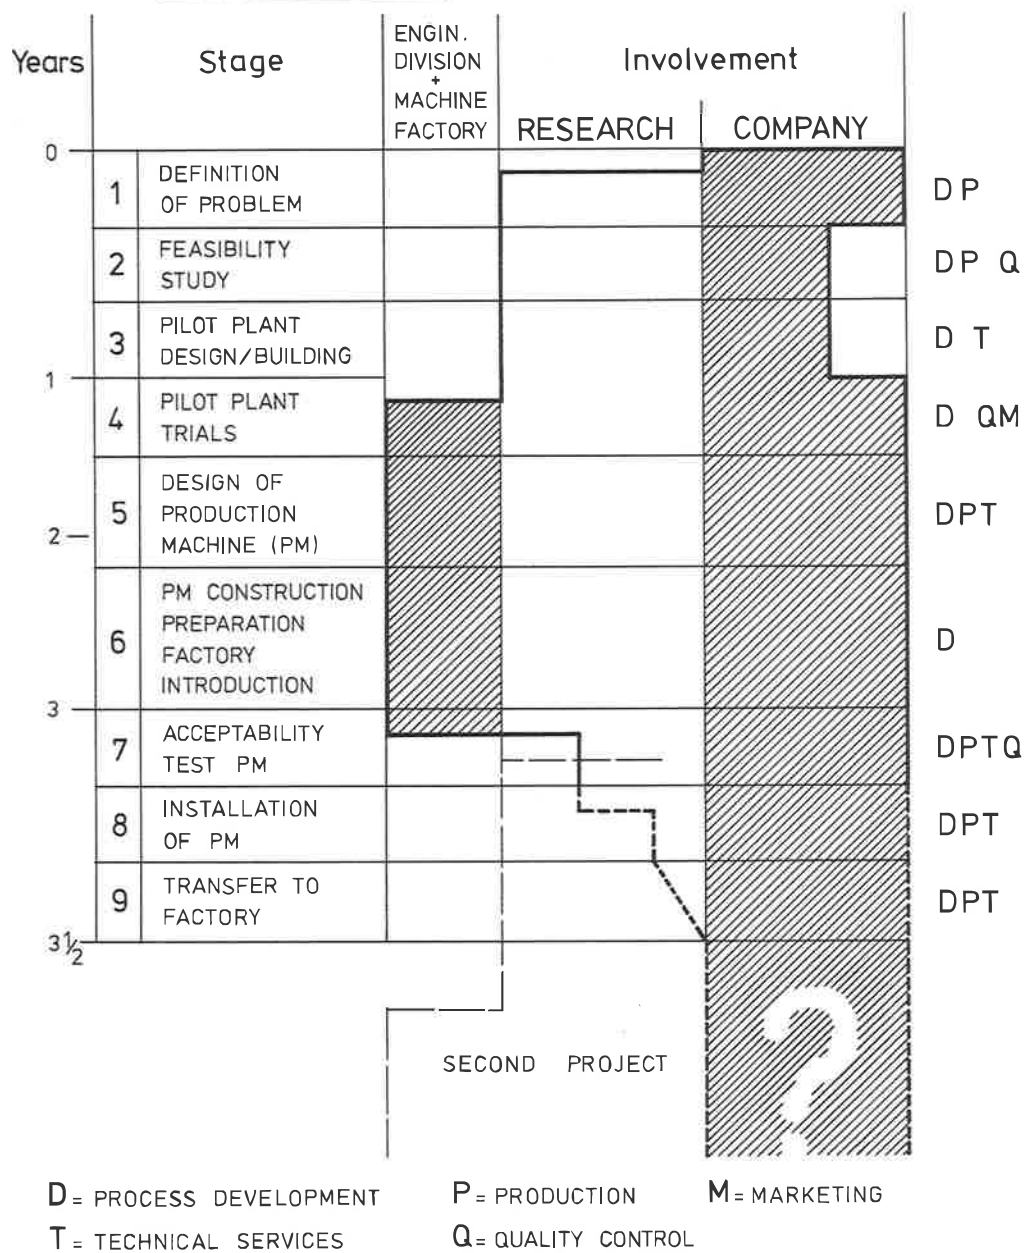 Years
Stage
ENGIN.
DIVISION
+
MACHINE
FACTORY
Involvement
RESEARCH
COMPANY
0
1
DEFINITION
OF PROBLEM
DP
2
FEASIBILITY
STUDY
DP Q
3
PILOT PLANT
DESIGN/BUILDING
D T
1
4
PILOT PLANT
TRIALS
D QM
5
DESIGN OF
PRODUCTION
MACHINE (PM)
DPT
2
6
PM CONSTRUCTION
PREPARATION
FACTORY
INTRODUCTION
D
3
7
ACCEPTABILITY
TEST PM
DPTQ
8
INSTALLATION
OF PM
DPT
9
TRANSFER TO
FACTORY
DPT
3½
?
SECOND PROJECT
D = PROCESS DEVELOPMENT
P = PRODUCTION
M = MARKETING
T = TECHNICAL SERVICES
Q = QUALITY CONTROL